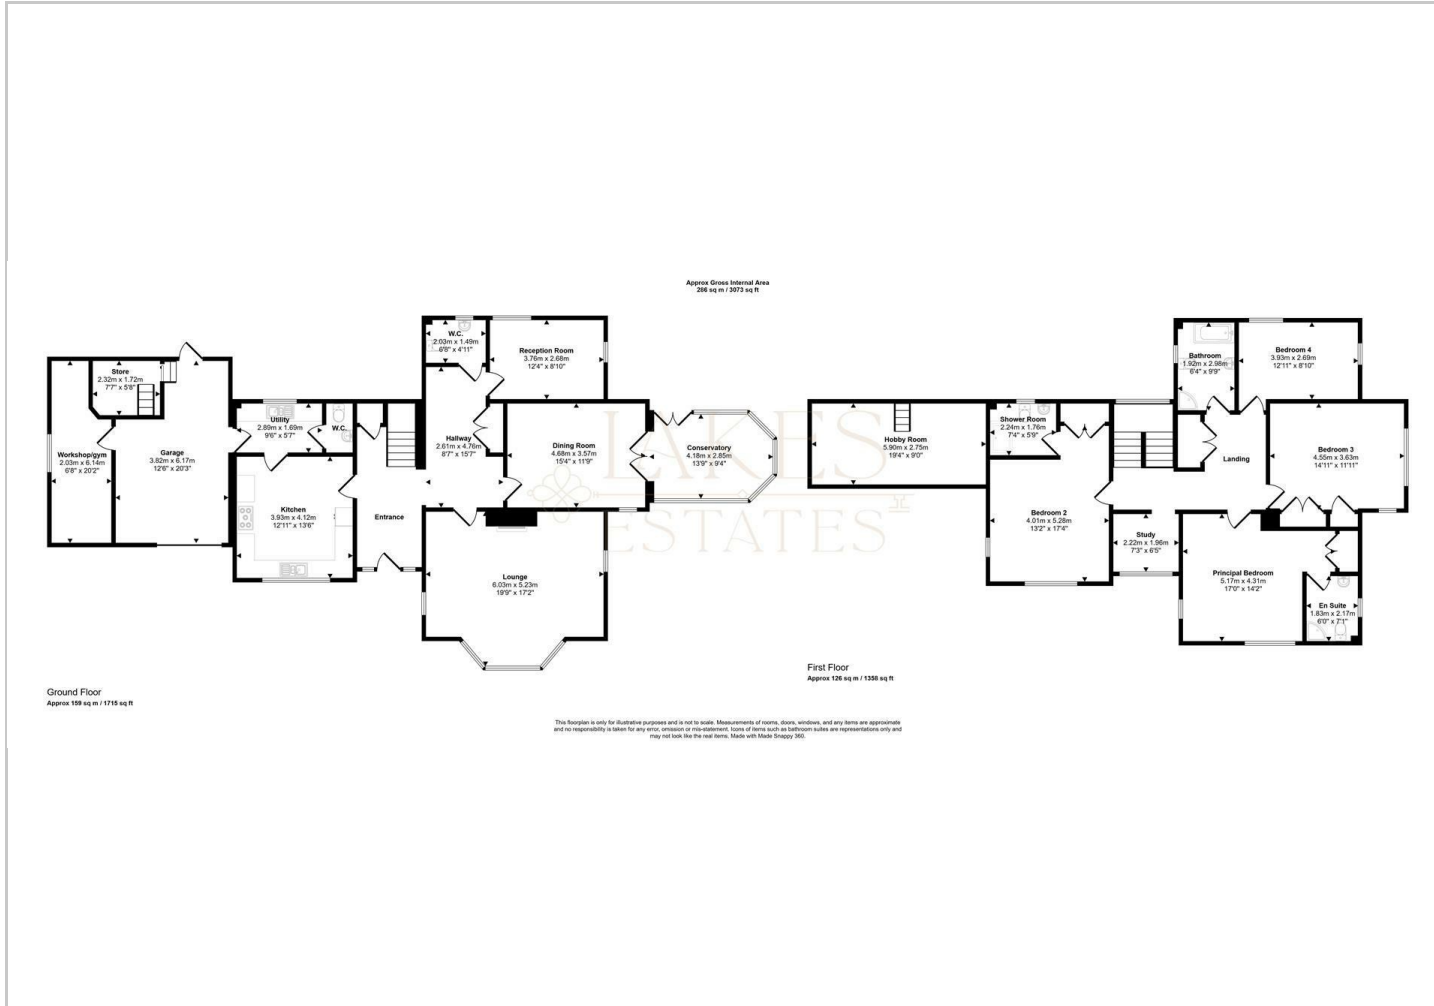 Approx Gross Internal Area
286 sq m / 3073 sq ft
W.C.
2.03m x 1.49m
6'8" x 4'11"
Reception Room
3.76m x 2.68m
12'4" x 8'10"
Store
2.32m x 1.72m
7'7" x 5'8"
Utility
2.89m x 1.69m
9'6" x 5'7"
W.C.
Workshop/gym
2.03m x 6.14m
6'8" x 20'2"
Garage
3.82m x 6.17m
12'6" x 20'3"
Hallway
2.61m x 4.76m
8'7" x 15'7"
Dining Room
4.68m x 3.57m
15'4" x 11'9"
Conservatory
4.18m x 2.85m
13'9" x 9'4"
Kitchen
3.93m x 4.12m
12'11" x 13'6"
Entrance
Lounge
6.03m x 5.23m
19'9" x 17'2"
Ground Floor
Approx 159 sq m / 1715 sq ft
LAKES
ESTATES
Bathroom
1.92m x 2.98m
6'4" x 9'9"
Bedroom 4
3.93m x 2.69m
12'11" x 8'10"
Hobby Room
5.90m x 2.75m
19'4" x 9'0"
Shower Room
2.24m x 1.76m
7'4" x 5'9"
Landing
Bedroom 3
4.55m x 3.63m
14'11" x 11'11"
Bedroom 2
4.01m x 5.28m
13'2" x 17'4"
Study
2.22m x 1.96m
7'3" x 6'5"
Principal Bedroom
5.17m x 4.31m
17'0" x 14'2"
En Suite
1.83m x 2.17m
6'0" x 7'1"
First Floor
Approx 126 sq m / 1358 sq ft
This floorplan is only for illustrative purposes and is not to scale. Measurements of rooms, doors, windows, and any items are approximate
and no responsibility is taken for any error, omission or mis-statement. Icons of items such as bathroom suites are representations only and
may not look like the real items. Made with Made Snappy 360.